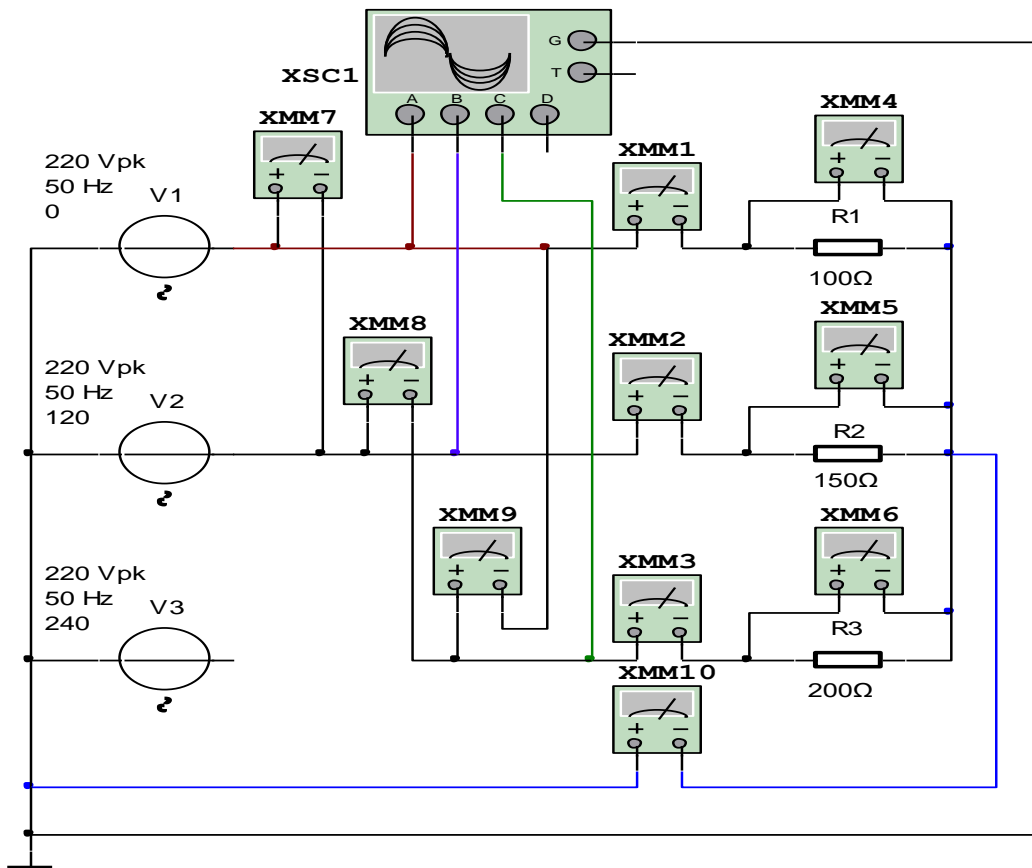 G
XSC1
T
A B C D
XMM7
XMM4
XMM1
220 Vpk
50 Hz
0
V1
+ −
+ −
+ −
R1
100Ω
XMM8
XMM5
XMM2
220 Vpk
50 Hz
120
V2
+ −
+ −
+ −
R2
150Ω
XMM9
XMM6
XMM3
220 Vpk
50 Hz
240
V3
+ −
+ −
+ −
R3
200Ω
XMM10
+ −